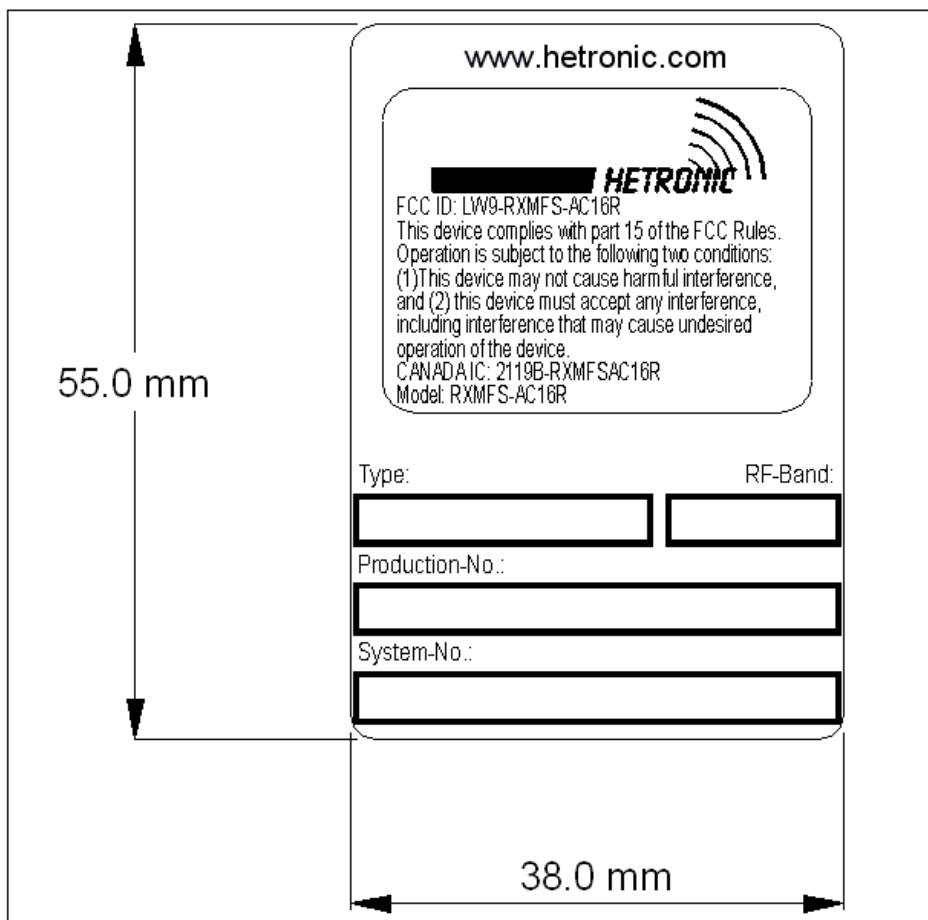 www.hetronic.com
HETRONIC
FCC ID: LW9-RXMFS-AC16R
This device complies with part 15 of the FCC Rules.
Operation is subject to the following two conditions:
(1)This device may not cause harmful interference,
and (2) this device must accept any interference,
including interference that may cause undesired
operation of the device.
CANADA IC: 2119B-RXMFSAC16R
Model: RXMFS-AC16R
55.0 mm
Type: RF-Band:
Production-No.:
System-No.:
38.0 mm